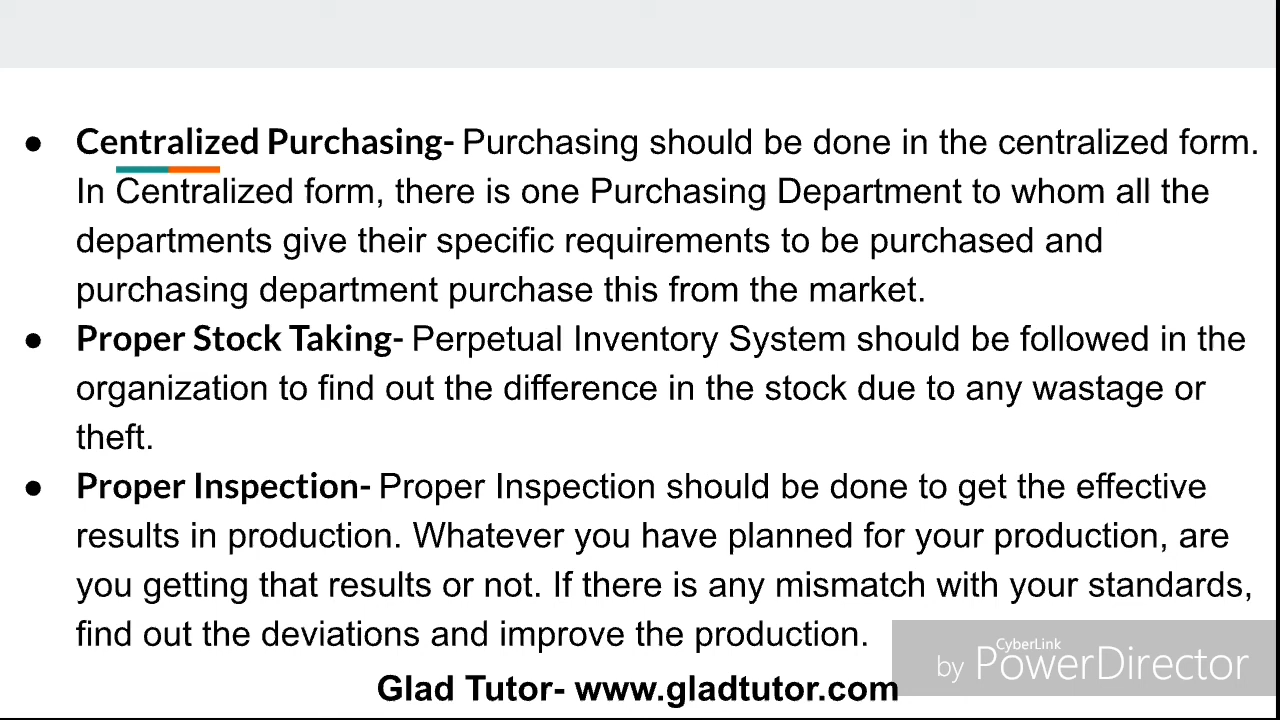 ● Centralized Purchasing- Purchasing should be done in the centralized form.
In Centralized form, there is one Purchasing Department to whom all the
departments give their specific requirements to be purchased and
purchasing department purchase this from the market.
● Proper Stock Taking- Perpetual Inventory System should be followed in the
organization to find out the difference in the stock due to any wastage or
theft.
● Proper Inspection- Proper Inspection should be done to get the effective
results in production. Whatever you have planned for your production, are
you getting that results or not. If there is any mismatch with your standards,
find out the deviations and improve the production.
CyberLink
by PowerDirector
Glad Tutor- www.gladtutor.com